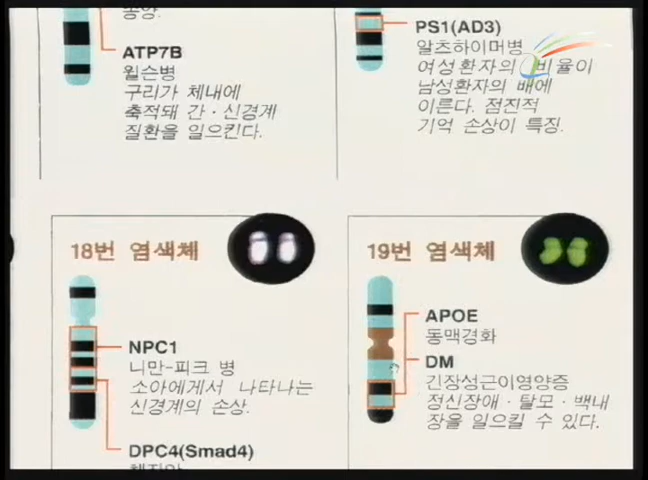 ATP7B
윌슨병
구리가 체내에
축적돼 간·신경계
질환을 일으킨다.
PS1(AD3)
알츠하이머병
여성환자의 비율이
남성환자의 배에
이른다. 점진적
기억 손상이 특징.
18번 염색체
NPC1
니만-피크 병
소아에게서 나타나는
신경계의 손상.
DPC4(Smad4)
19번 염색체
APOE
동맥경화
DM
긴장성근이영양증
정신장애·탈모·백내
장을 일으킬 수 있다.